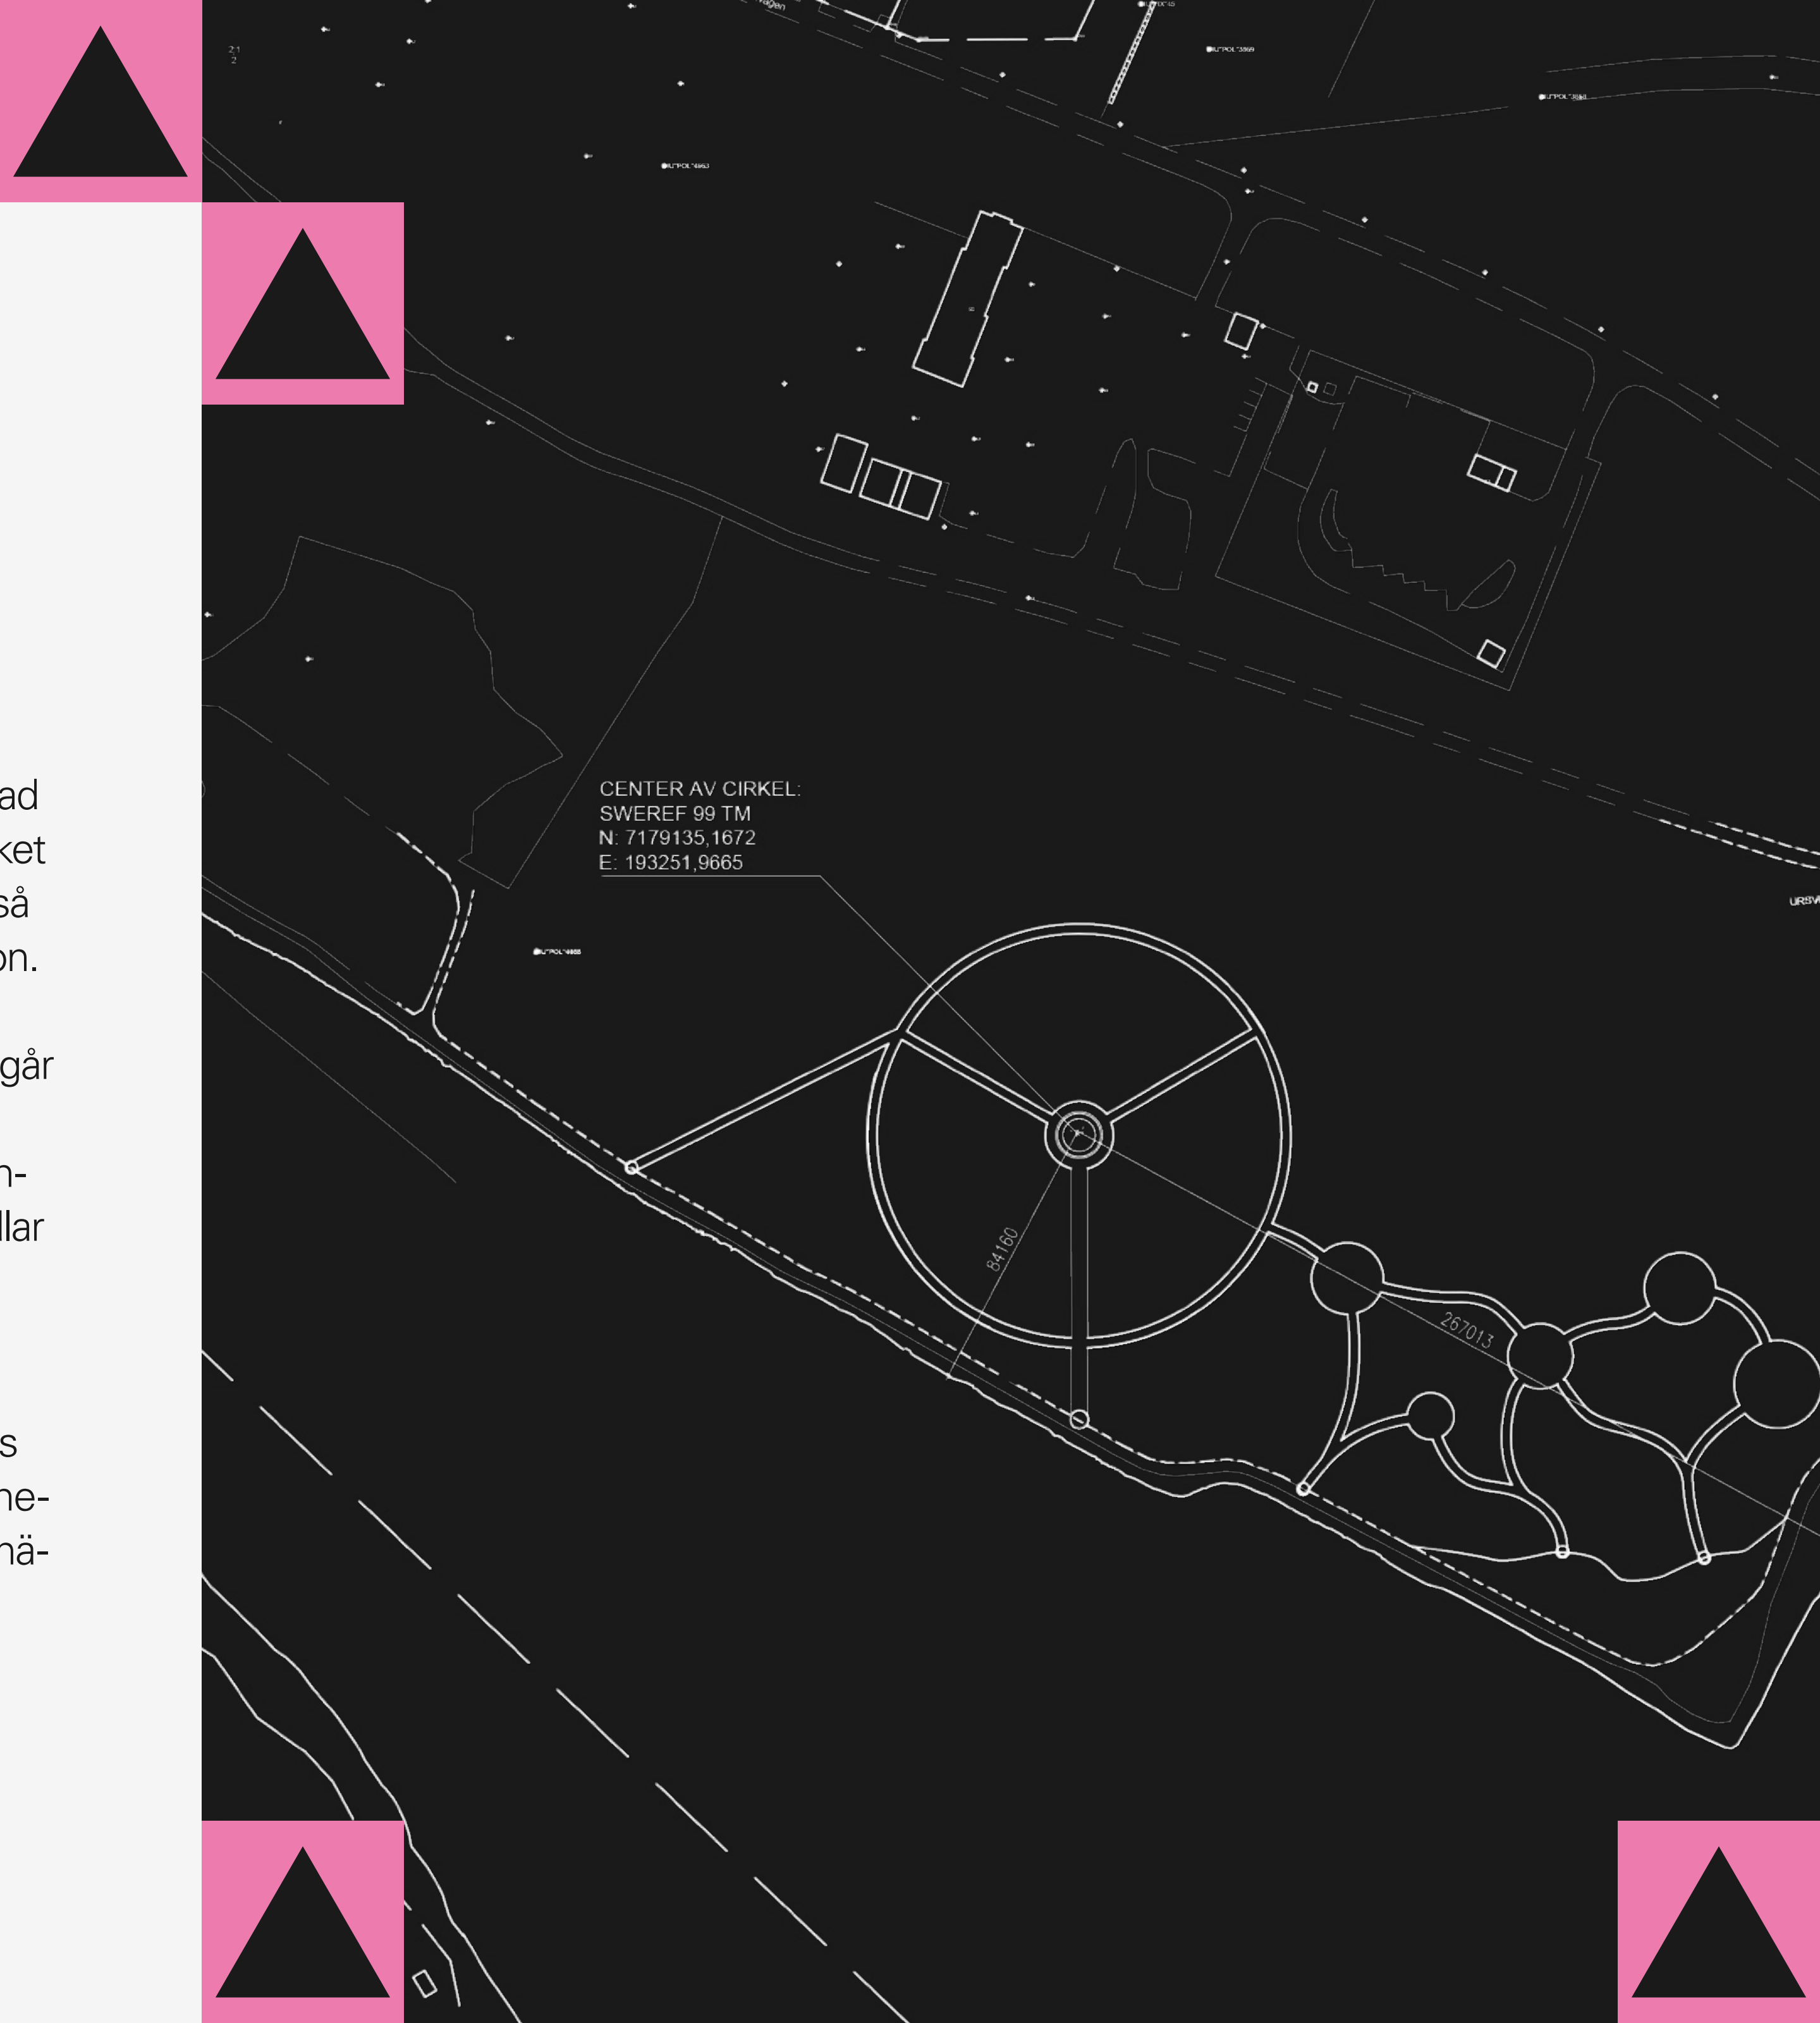 ad
ket
så
on.
går
n-
llar
s
ne-
nä-
CENTER AV CIRKEL:
SWEREF 99 TM
N: 7179135,1672
E: 193251,9665
84160
267013